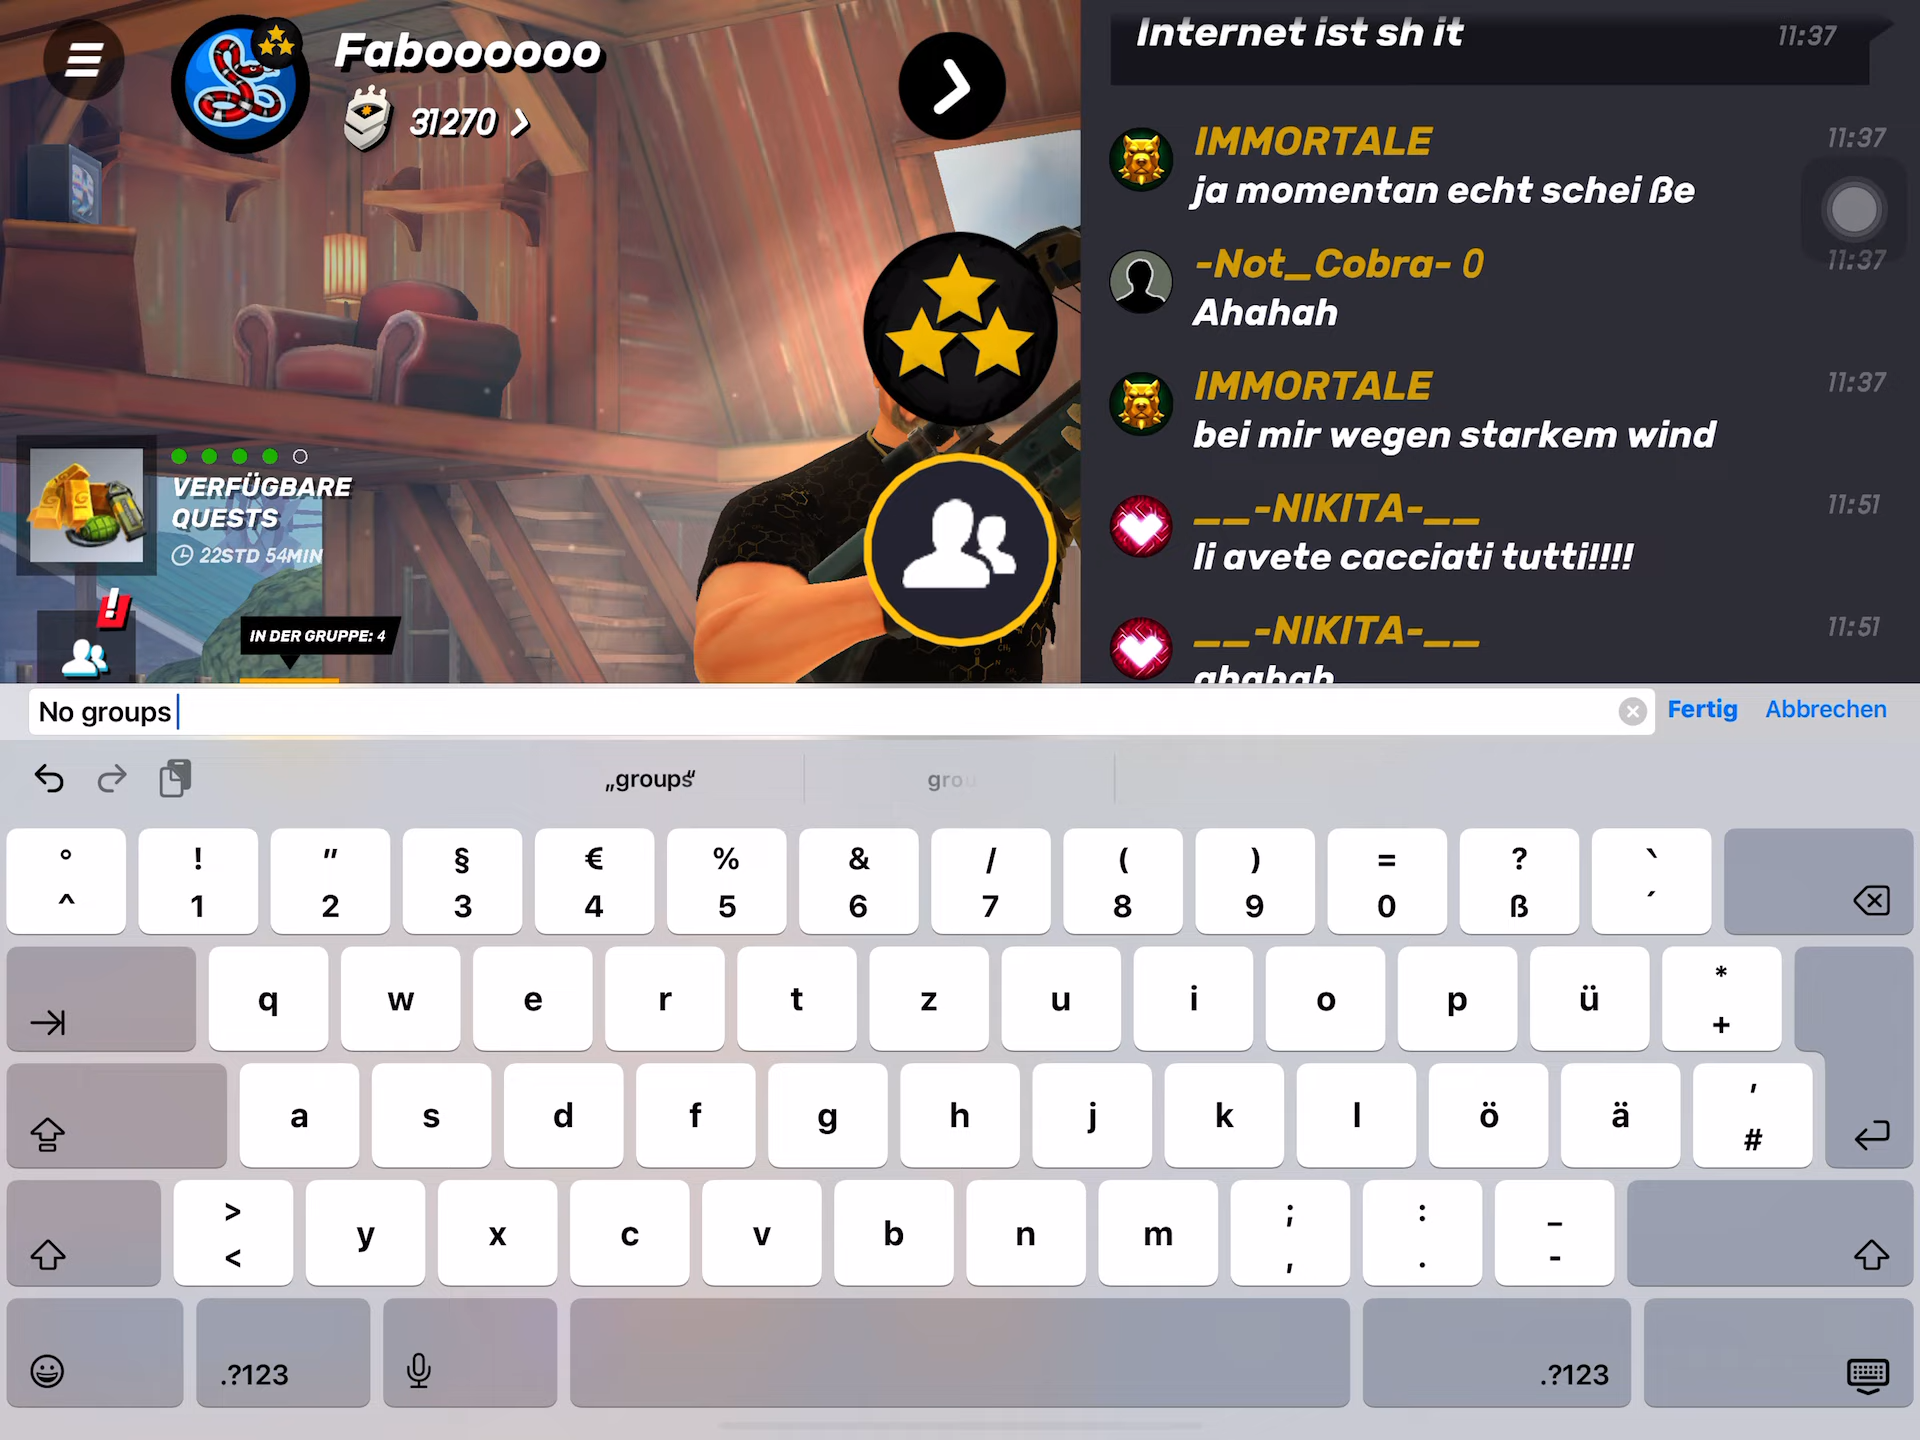 Faboooooo
31270
VERFÜGBARE
QUESTS
22STD 54MIN
!
IN DER GRUPPE: 4
Internet ist sh it
11:37
IMMORTALE
11:37
ja momentan echt schei ße
-Not_Cobra- 0
11:37
Ahahah
IMMORTALE
11:37
bei mir wegen starkem wind
__-NIKITA-__
11:51
li avete cacciati tutti!!!!
__-NIKITA-__
11:51
ahahah
No groups
Fertig
Abbrechen
„groups“
grou
° ! " § € % & / ( ) = ? `
^ 1 2 3 4 5 6 7 8 9 0 ß ´
q w e r t z u i o p ü * +
a s d f g h j k l ö ä ' #
> < y x c v b n m ; , : . _ -
.?123
.?123